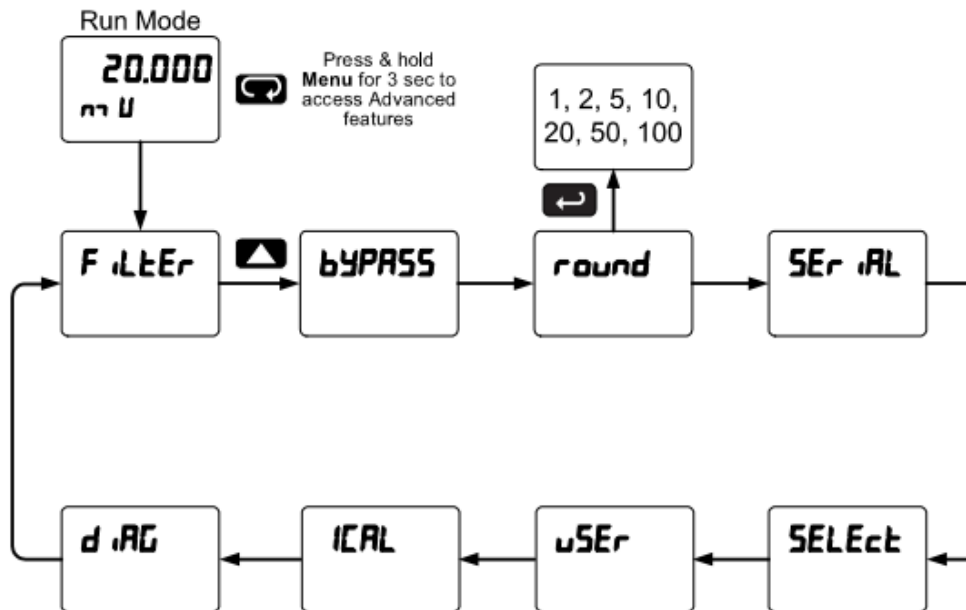 Run Mode
20.000
mV
Press & hold
Menu for 3 sec to
access Advanced
features
1, 2, 5, 10,
20, 50, 100
FiLtEr
bYPASS
round
SEriAL
diAG
ICAL
uSEr
SELEct